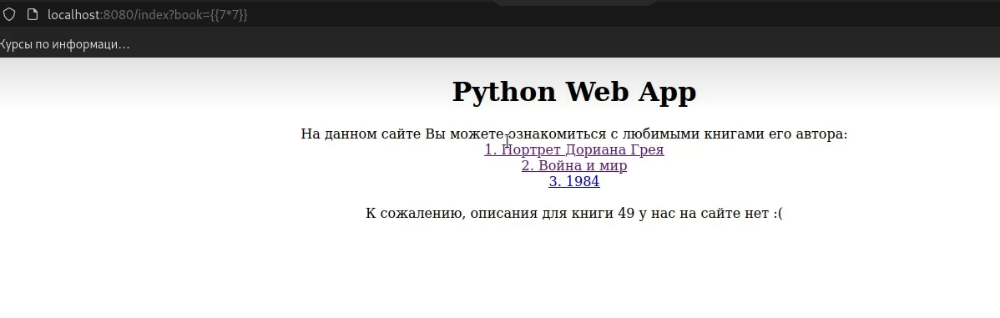 localhost:8080/index?book={{7*7}}
Курсы по информаци…
Python Web App
На данном сайте Вы можете ознакомиться с любимыми книгами его автора:
1. Портрет Дориана Грея
2. Война и мир
3. 1984
К сожалению, описания для книги 49 у нас на сайте нет :(